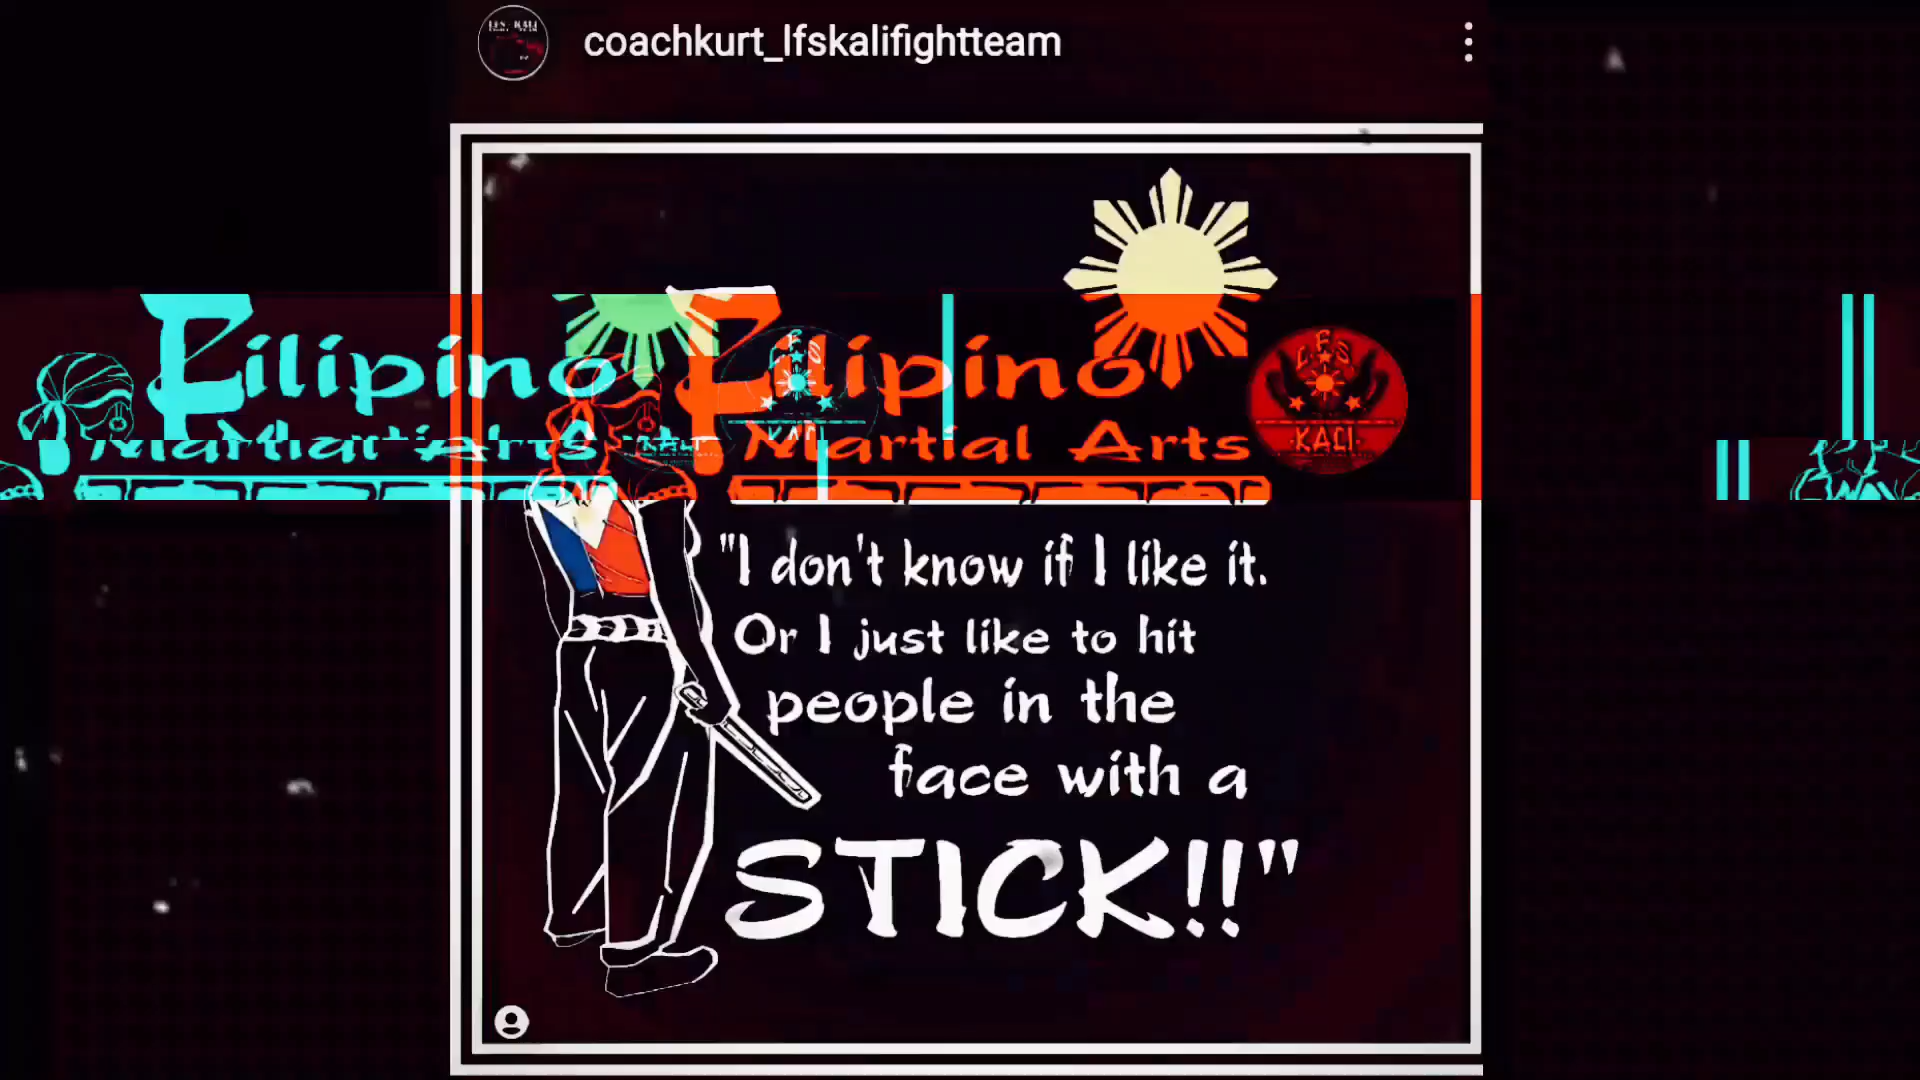 coachkurt_lfskalifightteam
Filipino Filipino
Martial Arts Martial Arts
LFS
KALI
"I don't know if I like it.
Or I just like to hit
people in the
face with a
STICK!!"